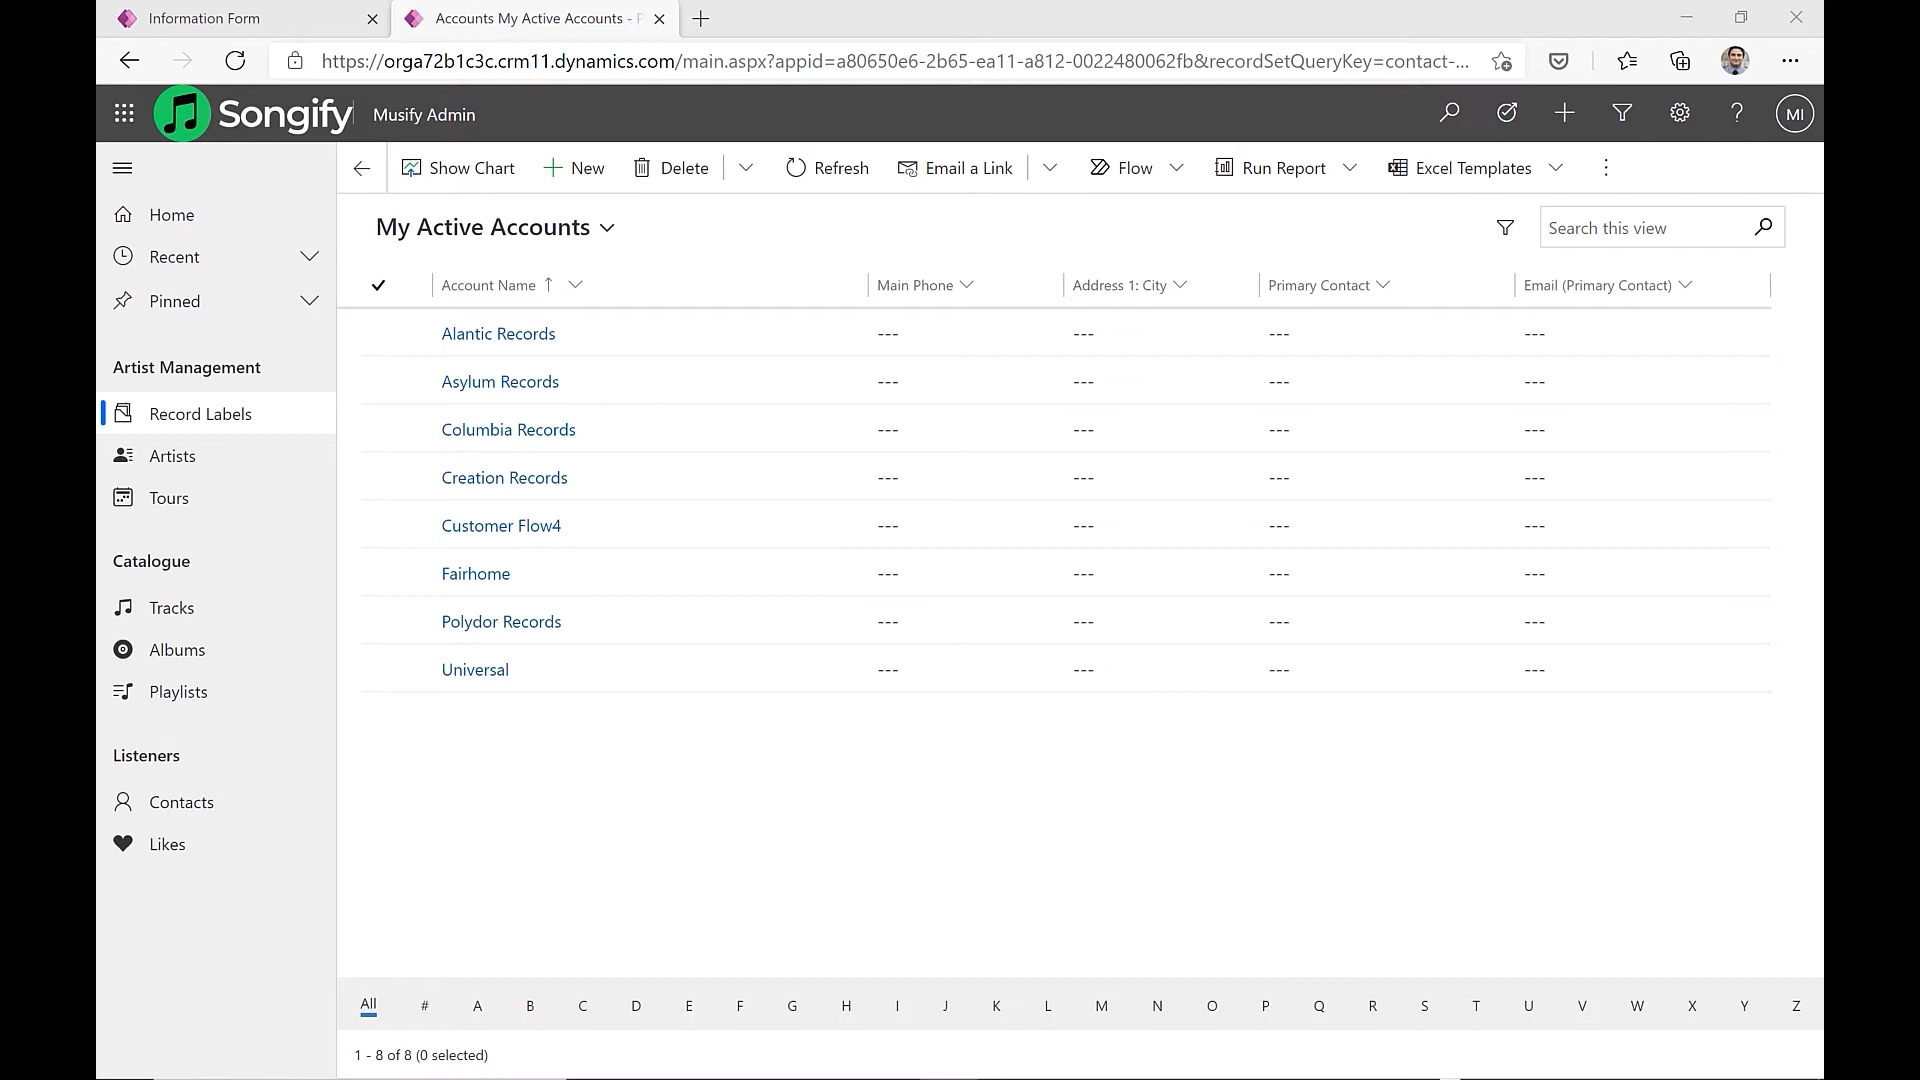 Information Form
Accounts My Active Accounts -
https://orga72b1c3c.crm11.dynamics.com/main.aspx?appid=a80650e6-2b65-ea11-a812-0022480062fb&recordSetQueryKey=contact-...
Songify
Musify Admin
MI
Show Chart
New
Delete
Refresh
Email a Link
Flow
Run Report
Excel Templates
Home
Recent
Pinned
Artist Management
Record Labels
Artists
Tours
Catalogue
Tracks
Albums
Playlists
Listeners
Contacts
Likes
My Active Accounts
Search this view
Account Name Main Phone Address 1: City Primary Contact Email (Primary Contact)
Alantic Records --- --- --- ---
Asylum Records --- --- --- ---
Columbia Records --- --- --- ---
Creation Records --- --- --- ---
Customer Flow4 --- --- --- ---
Fairhome --- --- --- ---
Polydor Records --- --- --- ---
Universal --- --- --- ---
All # A B C D E F G H I J K L M N O P Q R S T U V W X Y Z
1 - 8 of 8 (0 selected)